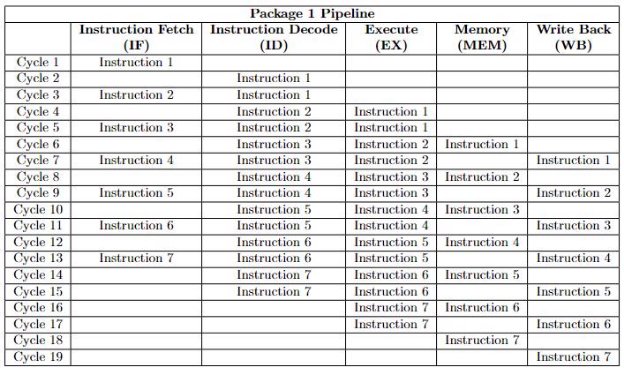 Package 1 Pipeline
Instruction Fetch Instruction Decode Execute Memory Write Back
(IF) (ID) (EX) (MEM) (WB)
Cycle 1 Instruction 1
Cycle 2 Instruction 1
Cycle 3 Instruction 2 Instruction 1
Cycle 4 Instruction 2 Instruction 1
Cycle 5 Instruction 3 Instruction 2 Instruction 1
Cycle 6 Instruction 3 Instruction 2 Instruction 1
Cycle 7 Instruction 4 Instruction 3 Instruction 2 Instruction 1
Cycle 8 Instruction 4 Instruction 3 Instruction 2
Cycle 9 Instruction 5 Instruction 4 Instruction 3 Instruction 2
Cycle 10 Instruction 5 Instruction 4 Instruction 3
Cycle 11 Instruction 6 Instruction 5 Instruction 4 Instruction 3
Cycle 12 Instruction 6 Instruction 5 Instruction 4
Cycle 13 Instruction 7 Instruction 6 Instruction 5 Instruction 4
Cycle 14 Instruction 7 Instruction 6 Instruction 5
Cycle 15 Instruction 7 Instruction 6 Instruction 5
Cycle 16 Instruction 7 Instruction 6
Cycle 17 Instruction 7 Instruction 6
Cycle 18 Instruction 7
Cycle 19 Instruction 7